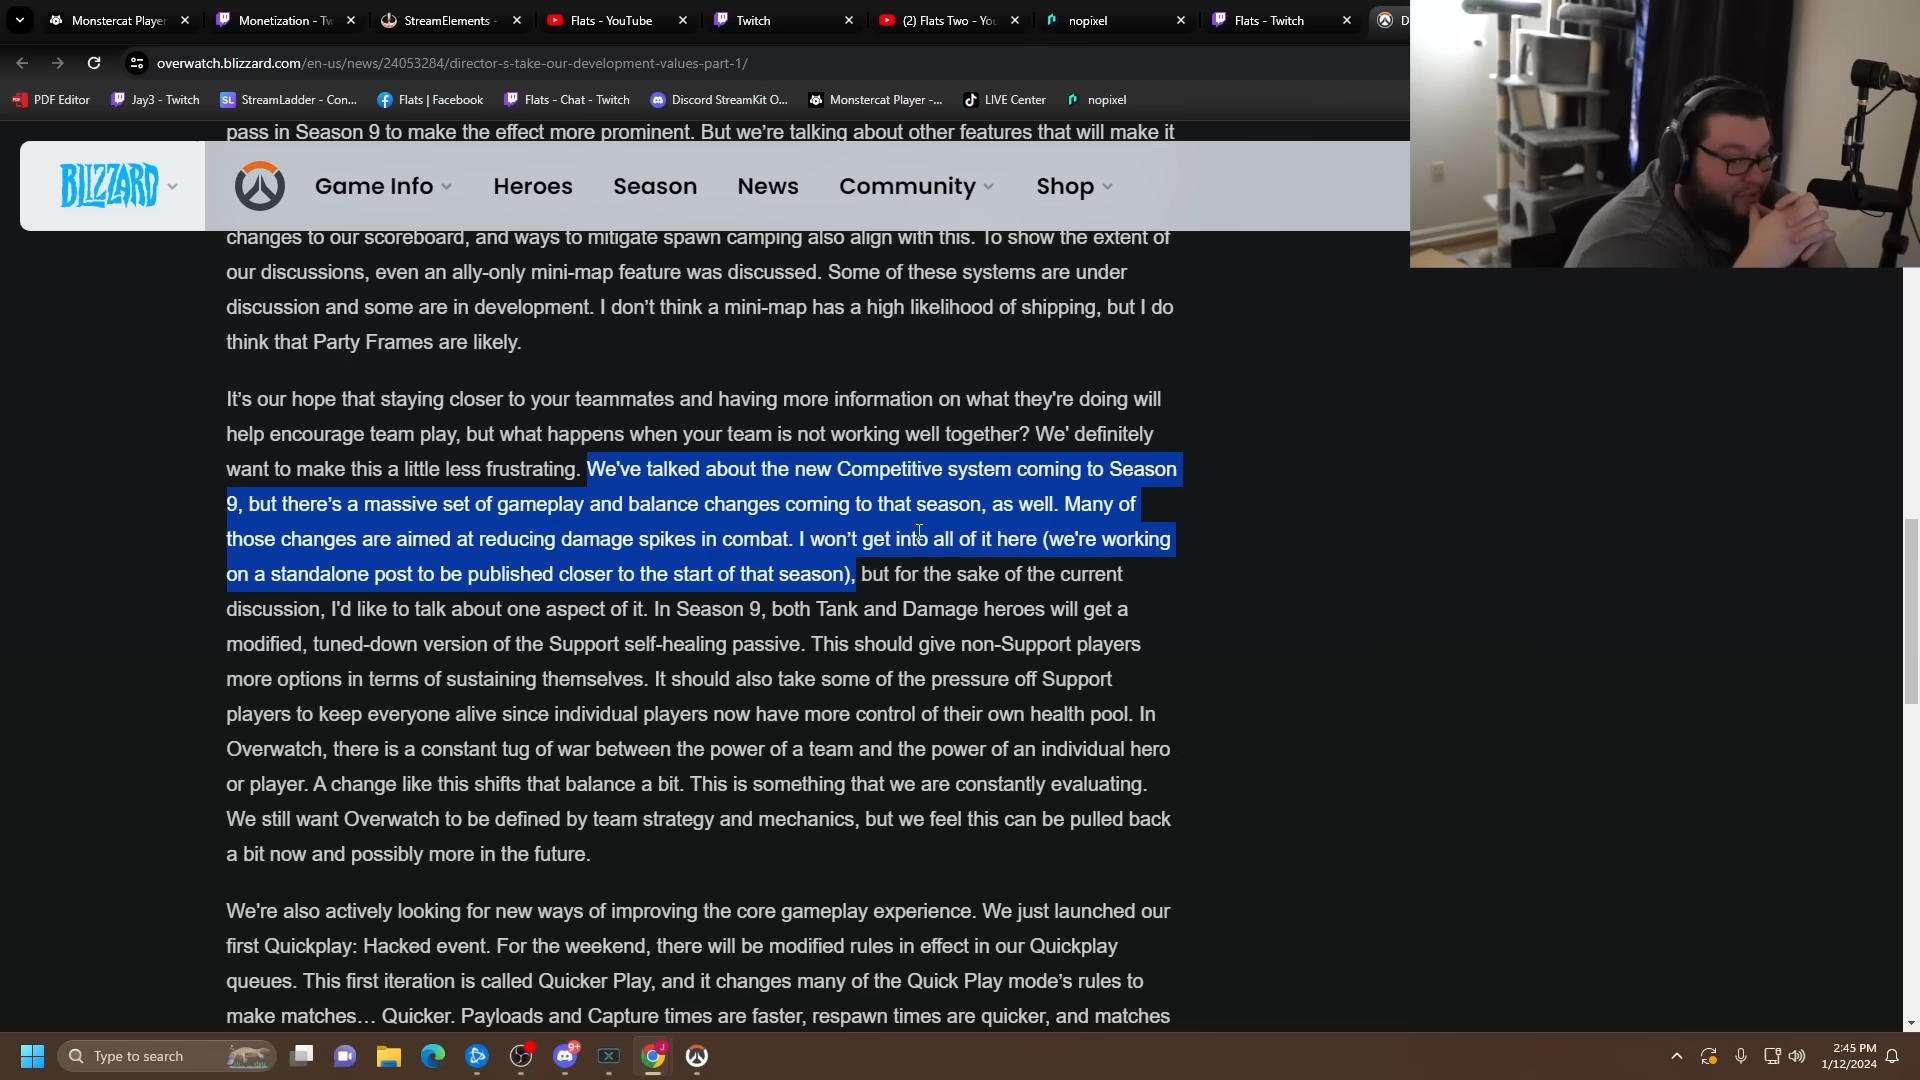 Monstercat Player
Monetization - Tw
StreamElements -
Flats - YouTube
Twitch
(2) Flats Two - You
nopixel
Flats - Twitch
D
overwatch.blizzard.com/en-us/news/24053284/director-s-take-our-development-values-part-1/
PDF Editor
Jay3 - Twitch
SL
StreamLadder - Con...
Flats | Facebook
Flats - Chat - Twitch
Discord StreamKit O...
Monstercat Player -...
LIVE Center
nopixel
pass in Season 9 to make the effect more prominent. But we’re talking about other features that will make it
BLIZZARD
Game Info
Heroes
Season
News
Community
Shop
changes to our scoreboard, and ways to mitigate spawn camping also align with this. To show the extent of
our discussions, even an ally-only mini-map feature was discussed. Some of these systems are under
discussion and some are in development. I don’t think a mini-map has a high likelihood of shipping, but I do
think that Party Frames are likely.
It’s our hope that staying closer to your teammates and having more information on what they're doing will
help encourage team play, but what happens when your team is not working well together? We' definitely
want to make this a little less frustrating. We've talked about the new Competitive system coming to Season
9, but there’s a massive set of gameplay and balance changes coming to that season, as well. Many of
those changes are aimed at reducing damage spikes in combat. I won’t get into all of it here (we're working
on a standalone post to be published closer to the start of that season), but for the sake of the current
discussion, I'd like to talk about one aspect of it. In Season 9, both Tank and Damage heroes will get a
modified, tuned-down version of the Support self-healing passive. This should give non-Support players
more options in terms of sustaining themselves. It should also take some of the pressure off Support
players to keep everyone alive since individual players now have more control of their own health pool. In
Overwatch, there is a constant tug of war between the power of a team and the power of an individual hero
or player. A change like this shifts that balance a bit. This is something that we are constantly evaluating.
We still want Overwatch to be defined by team strategy and mechanics, but we feel this can be pulled back
a bit now and possibly more in the future.
We're also actively looking for new ways of improving the core gameplay experience. We just launched our
first Quickplay: Hacked event. For the weekend, there will be modified rules in effect in our Quickplay
queues. This first iteration is called Quicker Play, and it changes many of the Quick Play mode’s rules to
make matches… Quicker. Payloads and Capture times are faster, respawn times are quicker, and matches
Type to search
9+
J
2:45 PM
1/12/2024